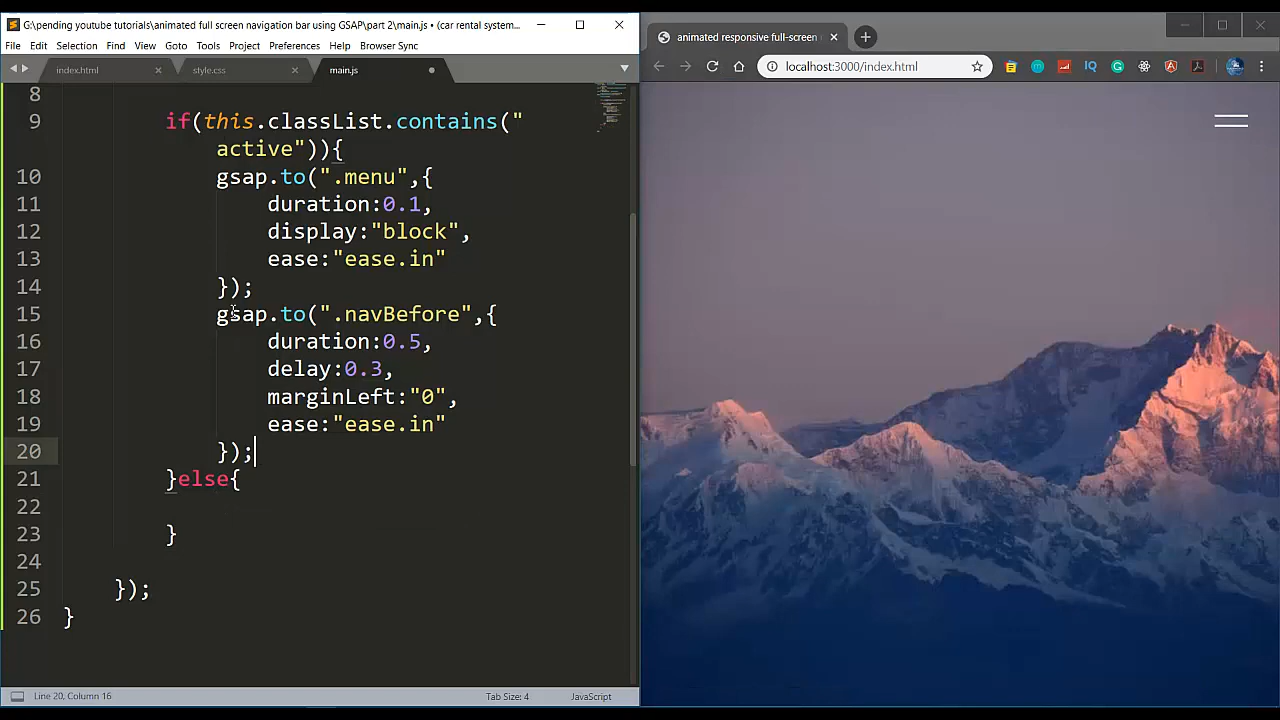 G:\pending youtube tutorials\animated full screen navigation bar using GSAP\part 2\main.js • (car rental system...
File Edit Selection Find View Goto Tools Project Preferences Help Browser Sync
index.html style.css main.js
8
9 if(this.classList.contains("
active")){
10 gsap.to(".menu",{
11 duration:0.1,
12 display:"block",
13 ease:"ease.in"
14 });
15 gsap.to(".navBefore",{
16 duration:0.5,
17 delay:0.3,
18 marginLeft:"0",
19 ease:"ease.in"
20 });
21 }else{
22
23 }
24
25 });
26 }
Line 20, Column 16 Tab Size: 4 JavaScript
animated responsive full-screen
localhost:3000/index.html
IQ